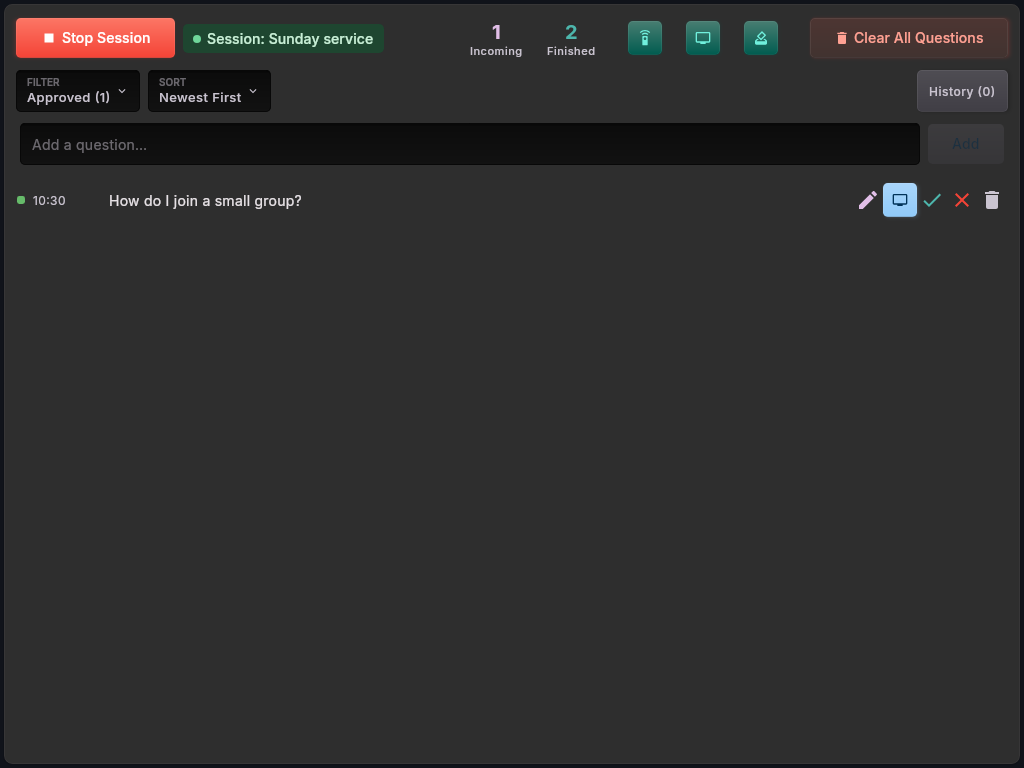 Stop Session
Session: Sunday service
1
Incoming
2
Finished
Clear All Questions
FILTER
Approved (1)
SORT
Newest First
History (0)
Add a question...
Add
10:30
How do I join a small group?